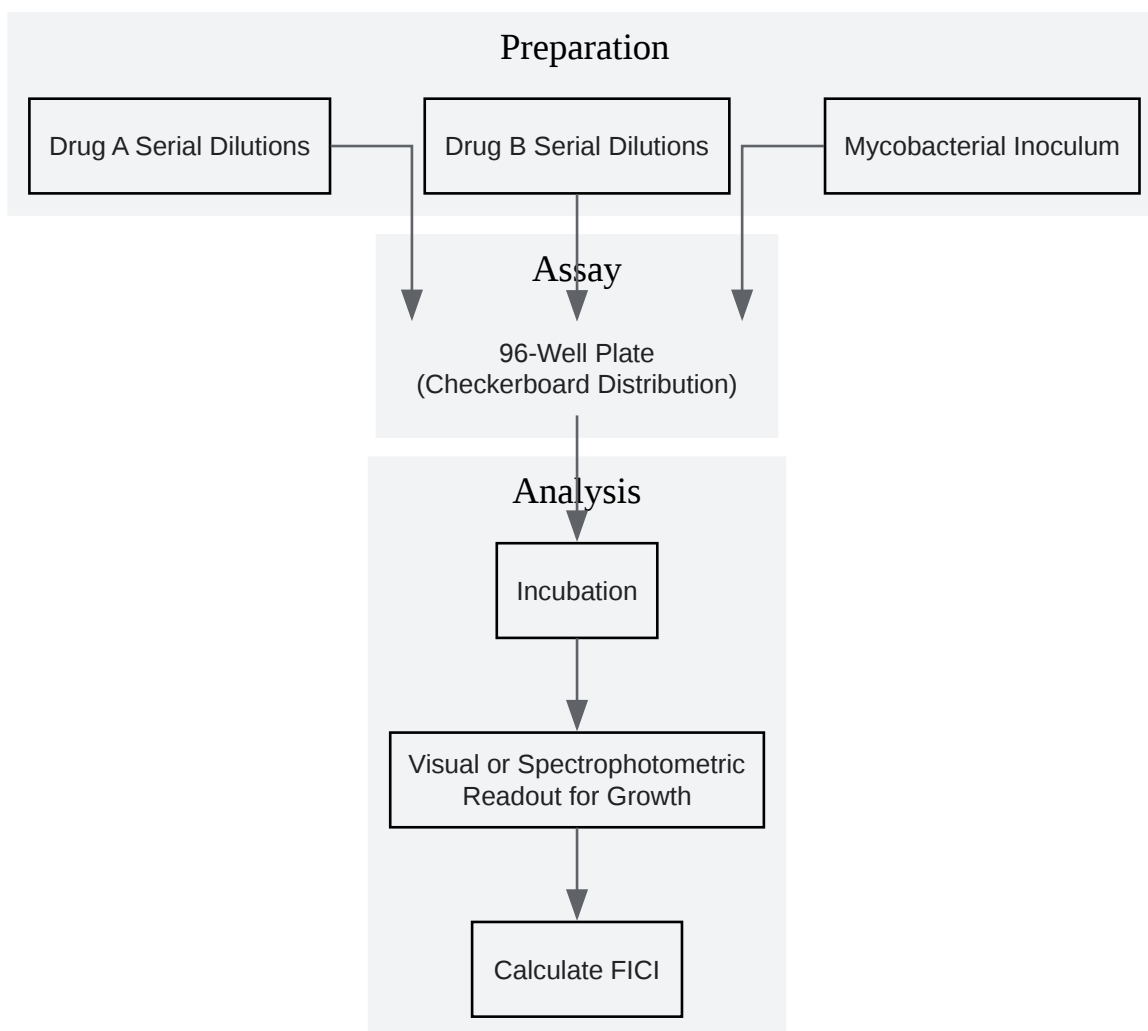 Preparation
Drug A Serial Dilutions
Drug B Serial Dilutions
Mycobacterial Inoculum
Assay
96-Well Plate
(Checkerboard Distribution)
Analysis
Incubation
Visual or Spectrophotometric
Readout for Growth
Calculate FICI